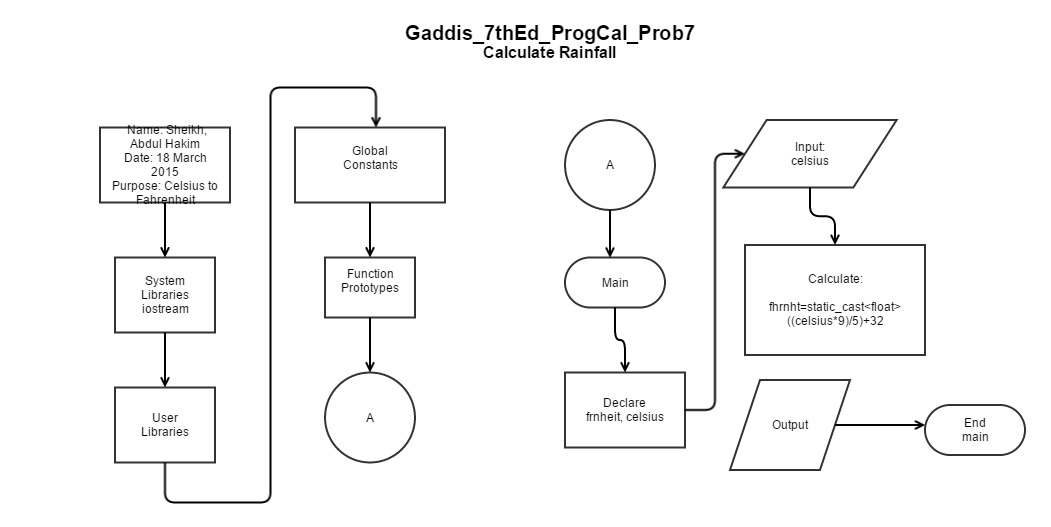 Gaddis_7thEd_ProgCal_Prob7
Calculate Rainfall
Name: Sheikh,
Abdul Hakim
Date: 18 March
2015
Purpose: Celsius to
Fahrenheit
System
Libraries
iostream
User
Libraries
Global
Constants
Function
Prototypes
A
A
Main
Declare
frnheit, celsius
Input:
celsius
Calculate:
fhrnht=static_cast<float>
((celsius*9)/5)+32
Output
End
main